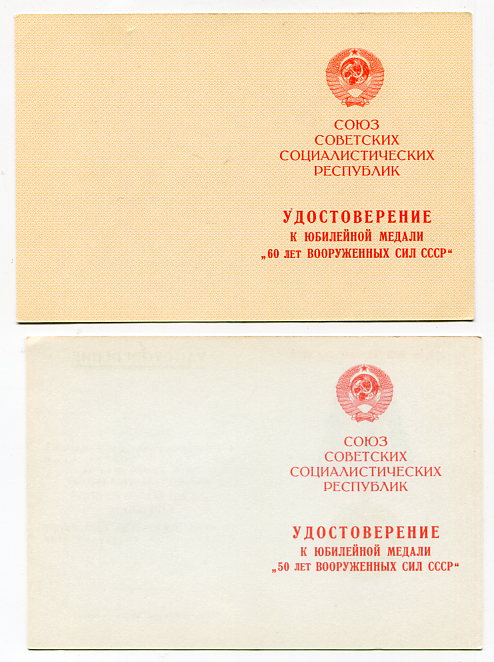 СОЮЗ
СОВЕТСКИХ
СОЦИАЛИСТИЧЕСКИХ
РЕСПУБЛИК
УДОСТОВЕРЕНИЕ
К ЮБИЛЕЙНОЙ МЕДАЛИ
„60 ЛЕТ ВООРУЖЕННЫХ СИЛ СССР“
СОЮЗ
СОВЕТСКИХ
СОЦИАЛИСТИЧЕСКИХ
РЕСПУБЛИК
УДОСТОВЕРЕНИЕ
К ЮБИЛЕЙНОЙ МЕДАЛИ
„50 ЛЕТ ВООРУЖЕННЫХ СИЛ СССР“